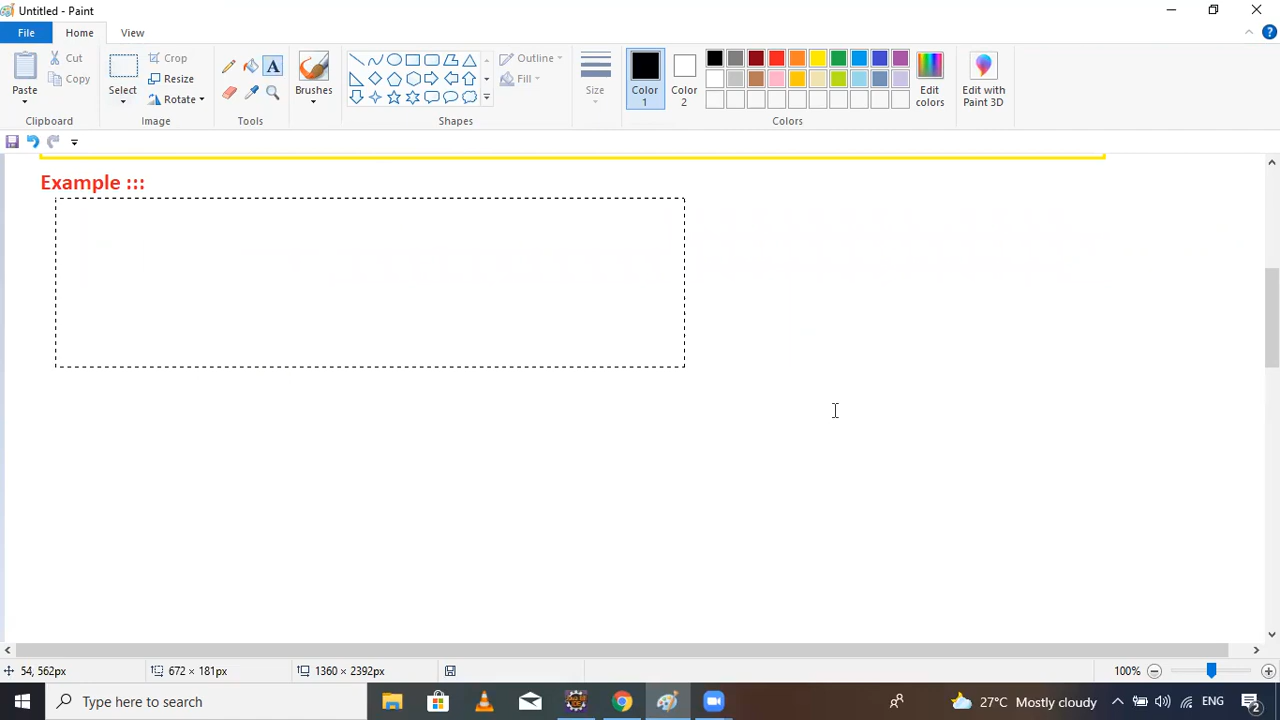 Untitled - Paint
File
Home
View
Paste
Cut
Copy
Clipboard
Select
Crop
Resize
Rotate
Image
A
Tools
Brushes
Outline
Fill
Shapes
Size
Color 1
Color 2
Edit colors
Edit with Paint 3D
Colors
Example :::
54, 562px
672 × 181px
1360 × 2392px
100%
Type here to search
27°C Mostly cloudy
ENG
2